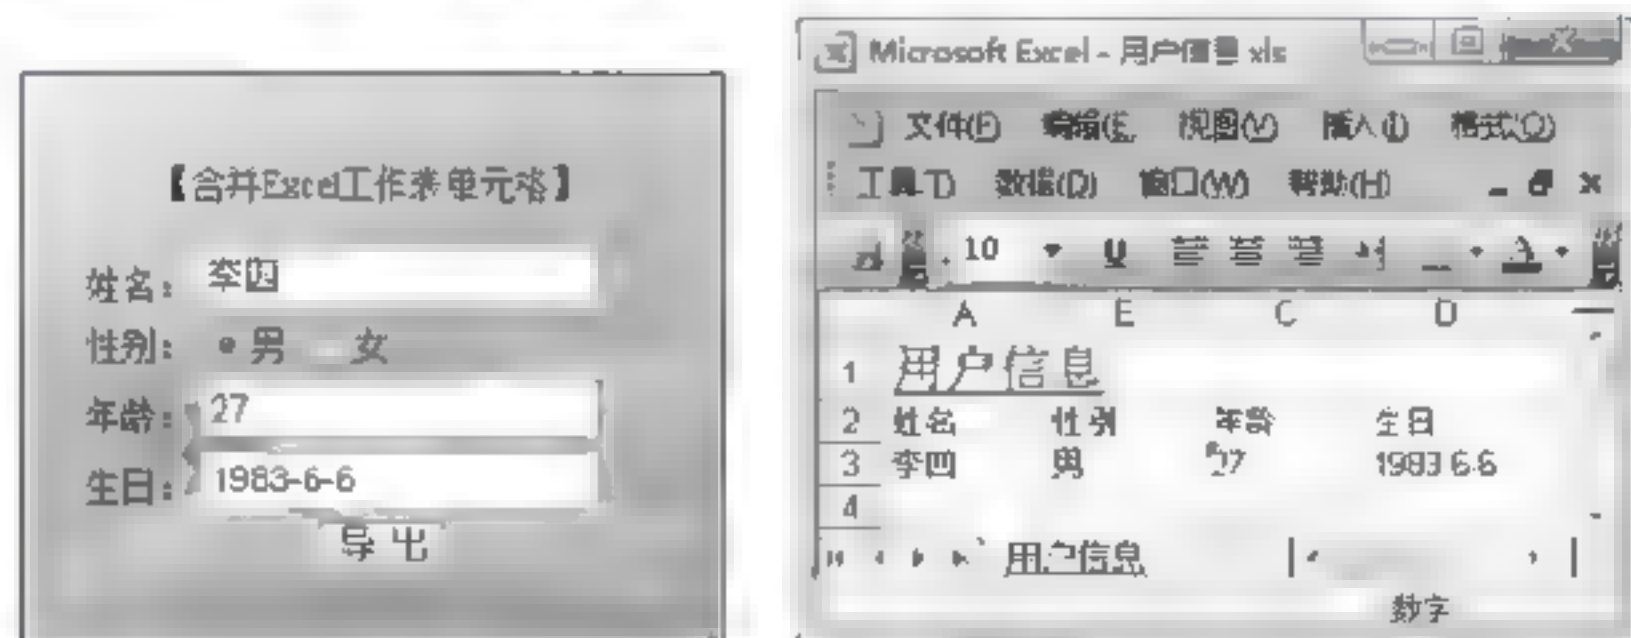 【合并Excel工作表单元格】
姓名: 李四
性别: 男 女
年龄: 27
生日: 1983-6-6
导出
Microsoft Excel - 用户信息.xls
文件(F) 编辑(E) 视图(V) 插入(I) 格式(O)
工具(T) 数据(D) 窗口(W) 帮助(H)
10 U A
A C D
1 用户信息
2 姓名 性别 年龄 生日
3 李四 男 27 1983-6-6
4
用户信息
数字